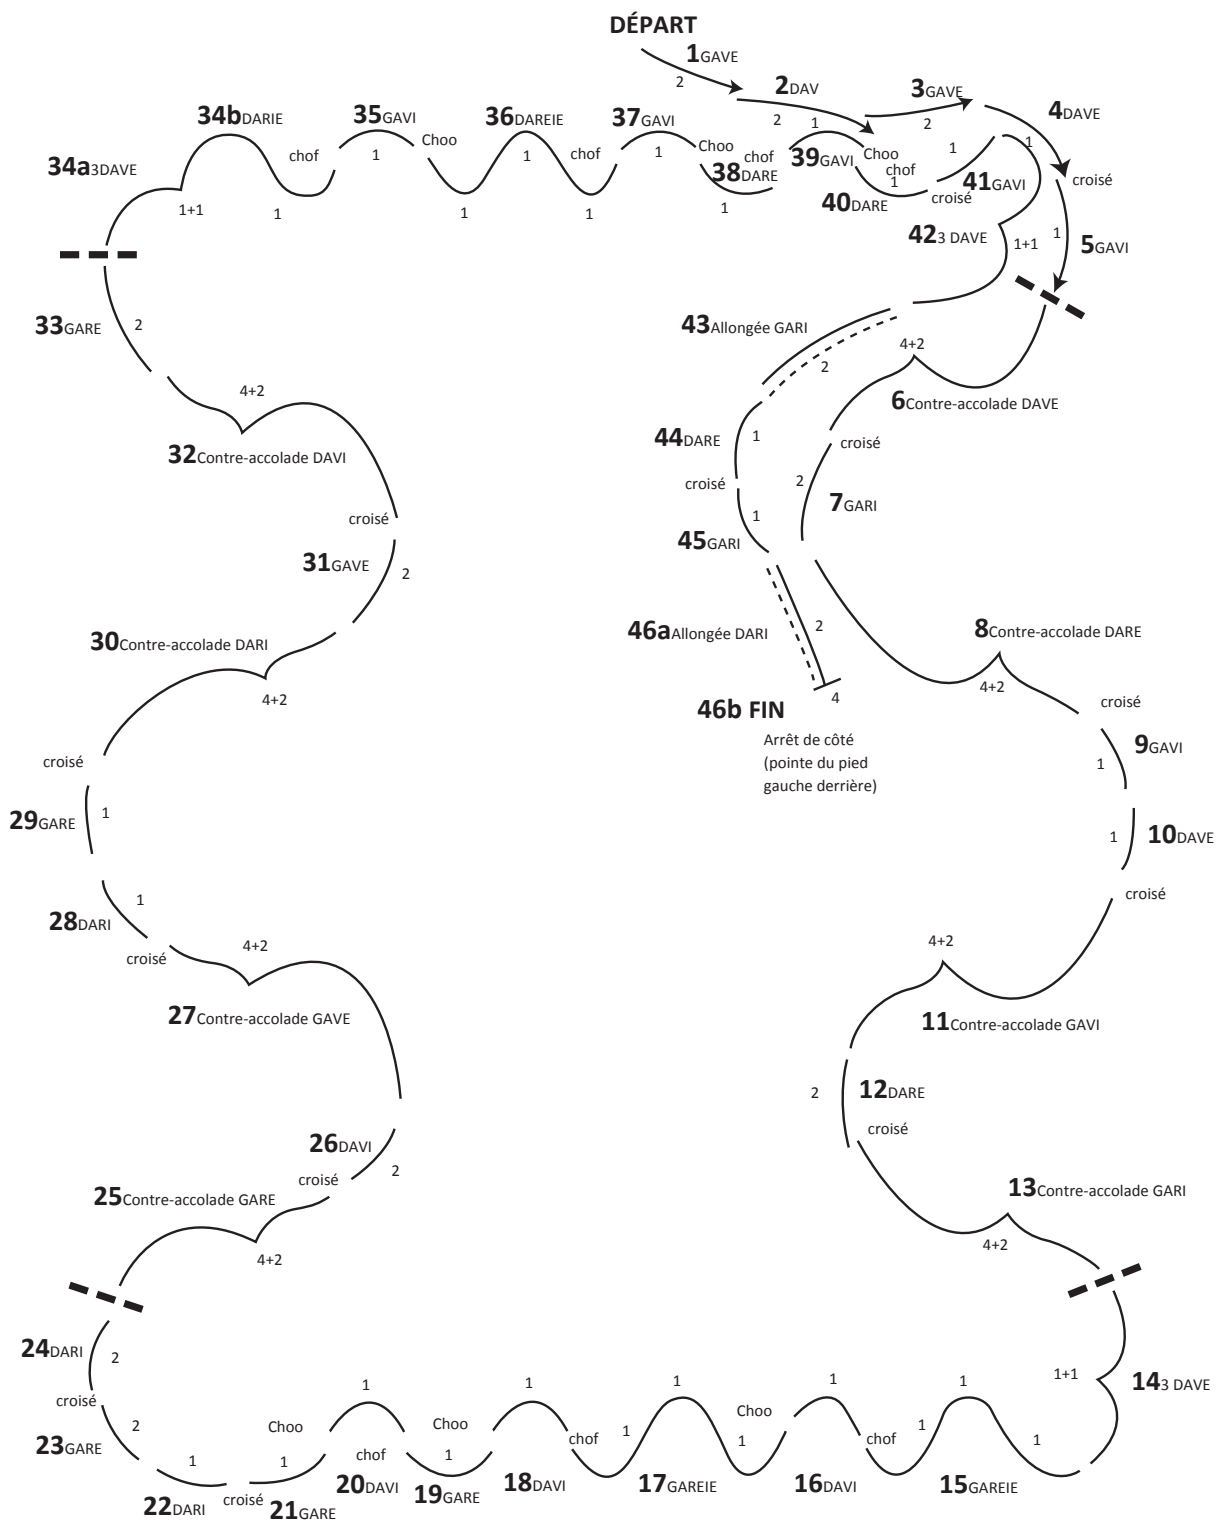 DÉPART
1GAVE
2
2DAV
2
3GAVE
2
4DAVE
croisé
1
5GAVI
4+2
6Contre-accolade DAVE
croisé
2
7GARI
8Contre-accolade DARE
4+2
croisé
9GAVI
1
10DAVE
1
croisé
4+2
11Contre-accolade GAVI
12DARE
2
croisé
13Contre-accolade GARI
4+2
14 3 DAVE
1+1
15GAREIE
1
1
1
chof
16DAVI
1
Choo
1
17GAREIE
1
1
chof
18DAVI
1
Choo
19GARE
1
chof
20DAVI
1
Choo
21GARE
1
croisé
22DARI
1
23GARE
2
croisé
24DARI
2
25Contre-accolade GARE
4+2
croisé
26DAVI
2
27Contre-accolade GAVE
4+2
croisé
28DARI
1
29GARE
1
croisé
30Contre-accolade DARI
4+2
31GAVE
2
croisé
32Contre-accolade DAVI
4+2
33GARE
2
34a3DAVE
1+1
34bDARIE
1
chof
35GAVI
1
Choo
36DAREIE
1
1
1
chof
37GAVI
1
Choo
38DARE
1
chof
39GAVI
1
Choo
40DARE
1
chof
croisé
41GAVI
1
1
42 3 DAVE
1+1
43Allongée GARI
2
44DARE
1
croisé
45GARI
1
46aAllongée DARI
2
46b FIN
4
Arrêt de côté
(pointe du pied
gauche derrière)